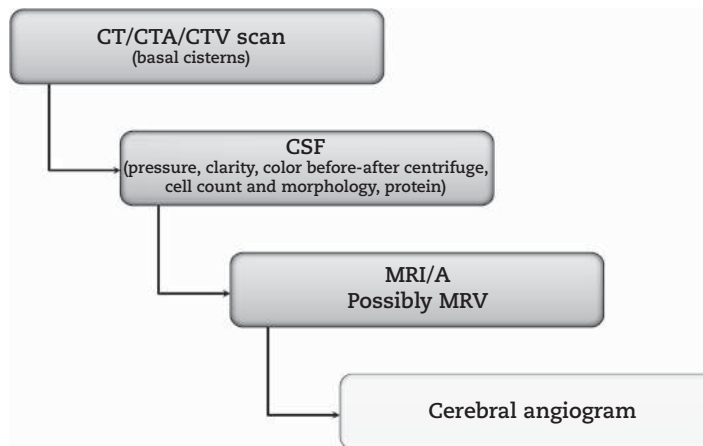 CT/CTA/CTV scan
(basal cisterns)
CSF
(pressure, clarity, color before-after centrifuge,
cell count and morphology, protein)
MRI/A
Possibly MRV
Cerebral angiogram